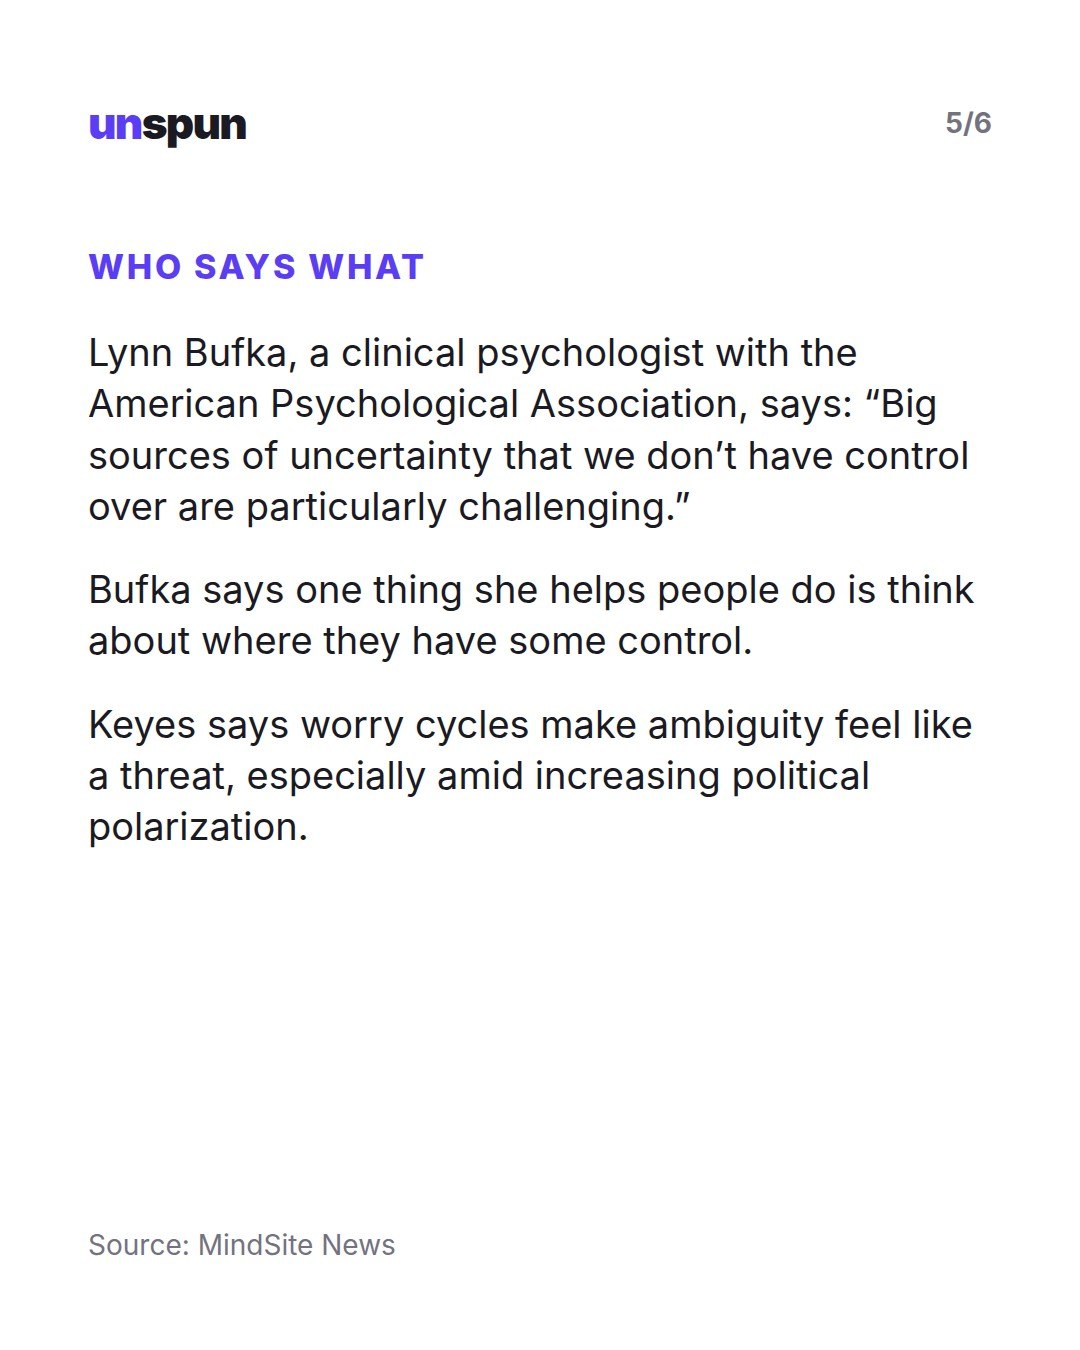 unspun
5/6
WHO SAYS WHAT
Lynn Bufka, a clinical psychologist with the
American Psychological Association, says: “Big
sources of uncertainty that we don’t have control
over are particularly challenging.”
Bufka says one thing she helps people do is think
about where they have some control.
Keyes says worry cycles make ambiguity feel like
a threat, especially amid increasing political
polarization.
Source: MindSite News